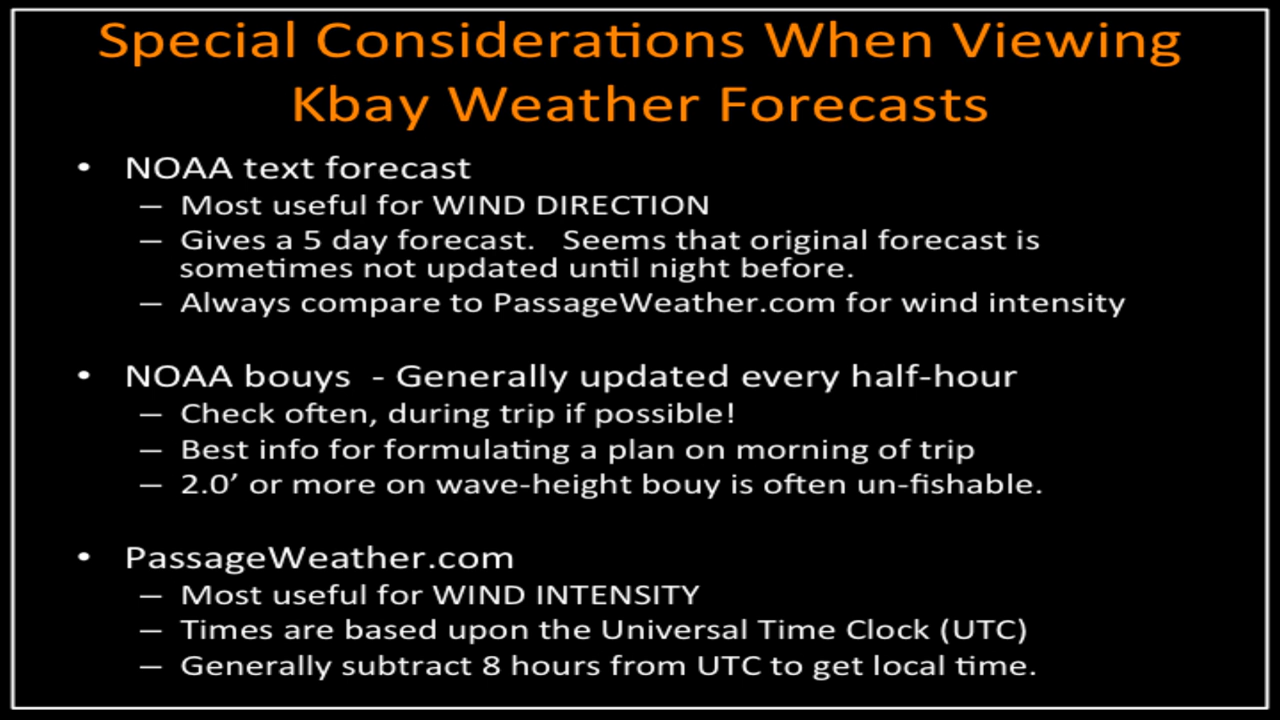 Special Considerations When Viewing
Kbay Weather Forecasts
• NOAA text forecast
– Most useful for WIND DIRECTION
– Gives a 5 day forecast.   Seems that original forecast is
sometimes not updated until night before.
– Always compare to PassageWeather.com for wind intensity
• NOAA bouys  - Generally updated every half-hour
– Check often, during trip if possible!
– Best info for formulating a plan on morning of trip
– 2.0’ or more on wave-height bouy is often un-fishable.
• PassageWeather.com
– Most useful for WIND INTENSITY
– Times are based upon the Universal Time Clock (UTC)
– Generally subtract 8 hours from UTC to get local time.